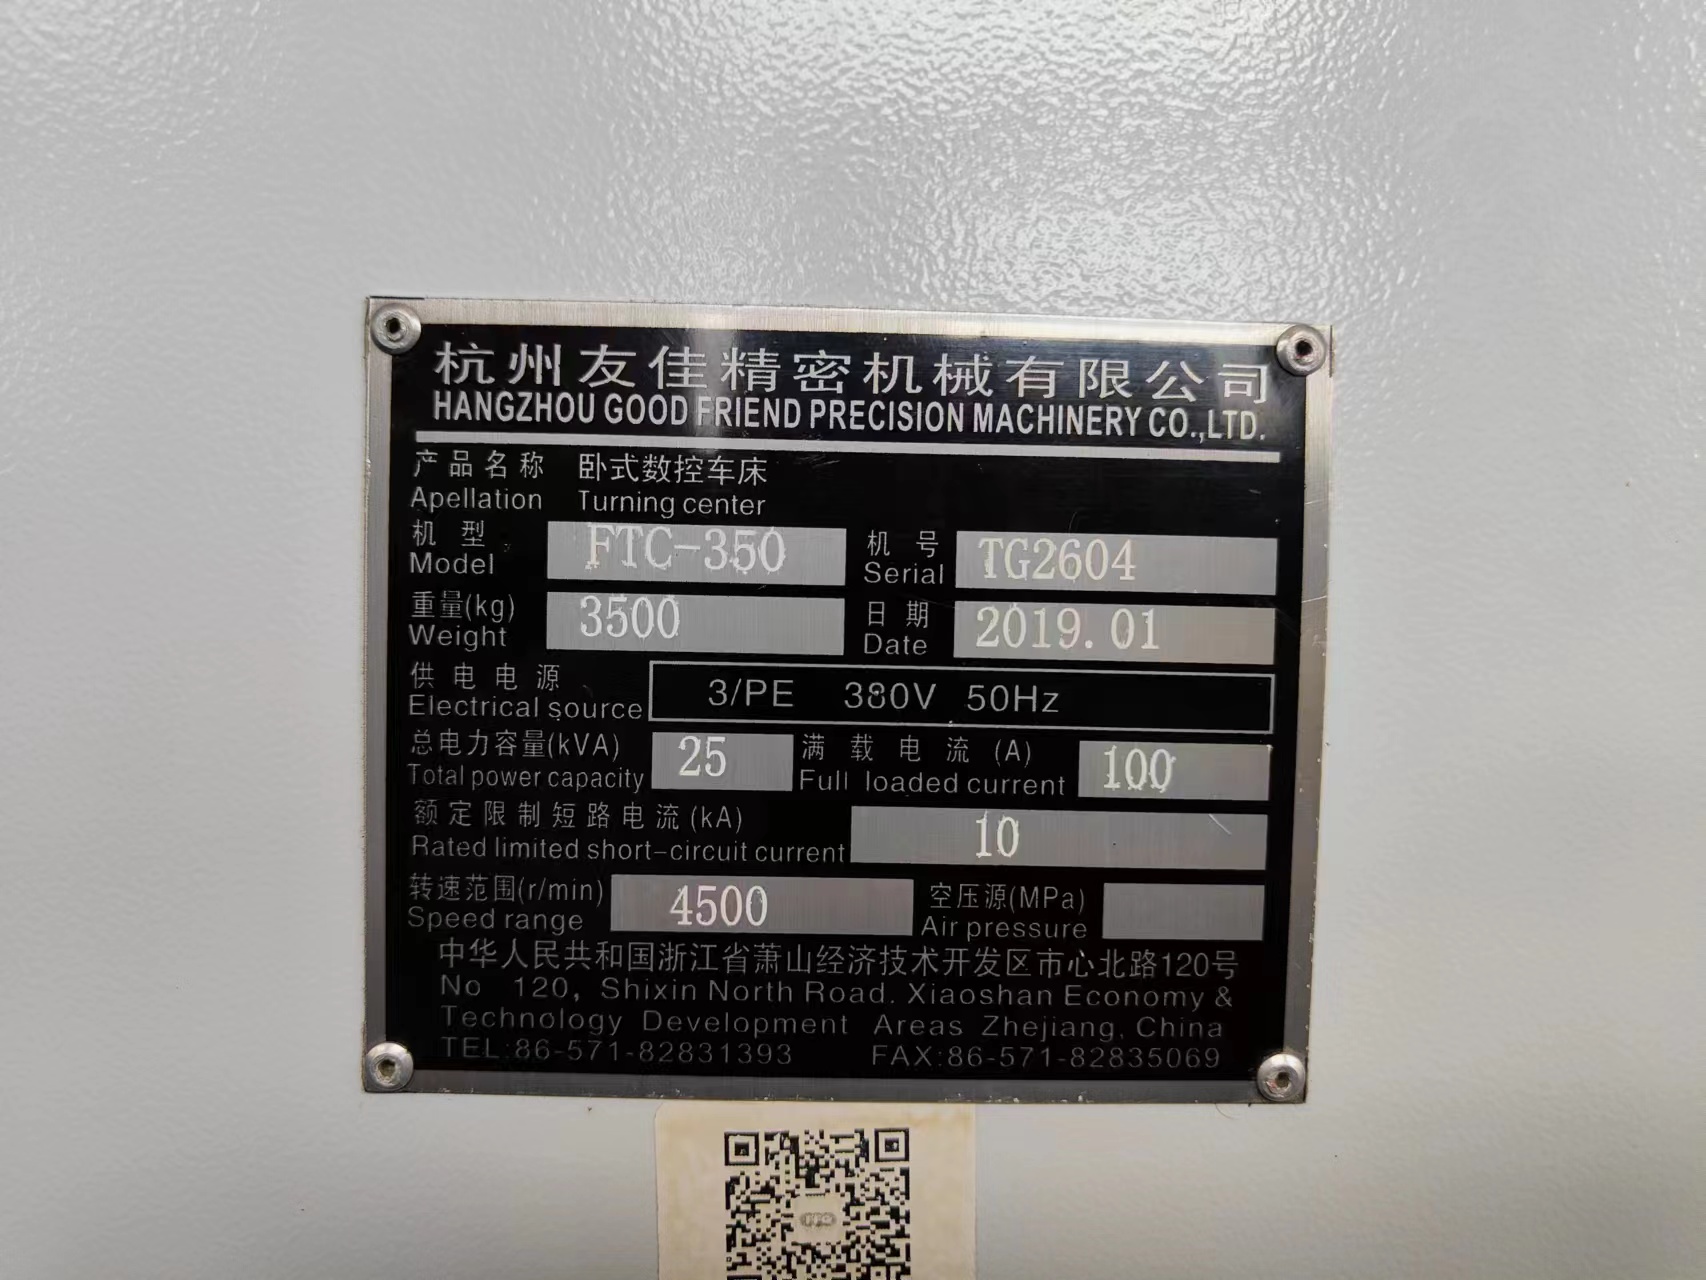 杭州友佳精密机械有限公司
HANGZHOU GOOD FRIEND PRECISION MACHINERY CO.,LTD.
产品名称 卧式数控车床
Apellation Turning center
机型 FTC-350 机号 TG2604
Model Serial
重量(kg) 3500 日期 2019.01
Weight Date
供电电源 3/PE 380V 50Hz
Electrical source
总电力容量(kVA) 25 满载电流(A) 100
Total power capacity Full loaded current
额定限制短路电流(kA) 10
Rated limited short-circuit current
转速范围(r/min) 4500 空压源(MPa)
Speed range Air pressure
中华人民共和国浙江省萧山经济技术开发区市心北路120号
No 120, Shixin North Road. Xiaoshan Economy &
Technology Development Areas Zhejiang, China
TEL:86-571-82831393 FAX:86-571-82835069